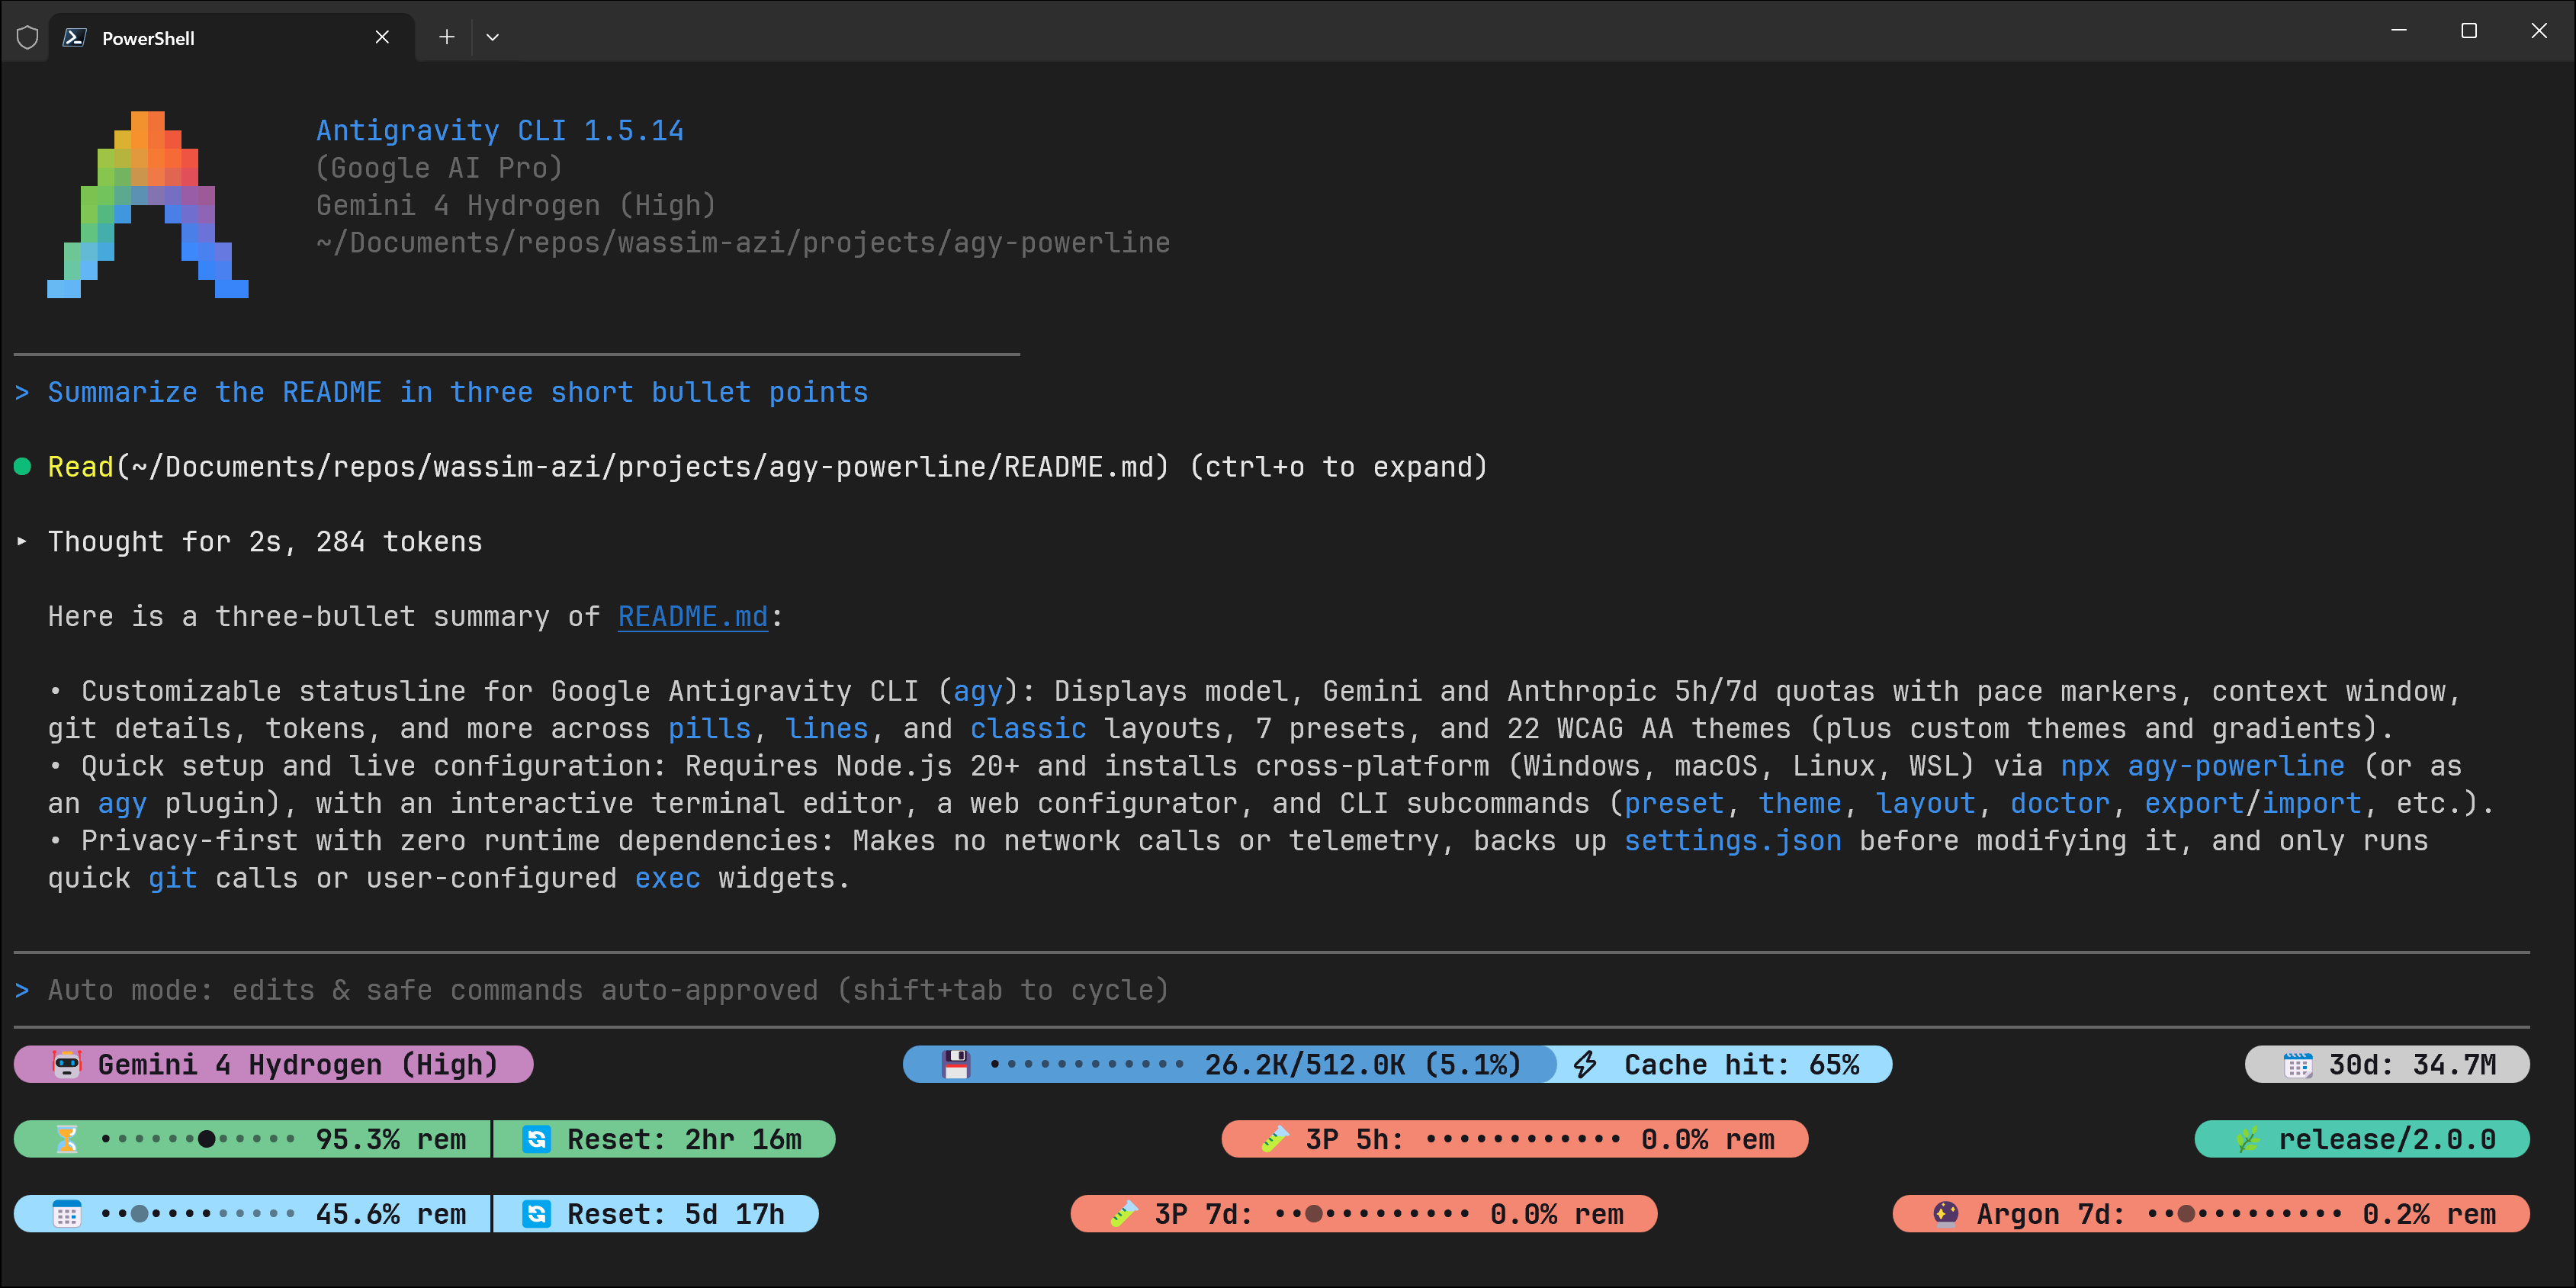 PowerShell
Antigravity CLI 1.5.14
(Google AI Pro)
Gemini 4 Hydrogen (High)
~/Documents/repos/wassim-azi/projects/agy-powerline
> Summarize the README in three short bullet points
● Read(~/Documents/repos/wassim-azi/projects/agy-powerline/README.md) (ctrl+o to expand)
▸ Thought for 2s, 284 tokens
Here is a three-bullet summary of README.md:
• Customizable statusline for Google Antigravity CLI (agy): Displays model, Gemini and Anthropic 5h/7d quotas with pace markers, context window,
git details, tokens, and more across pills, lines, and classic layouts, 7 presets, and 22 WCAG AA themes (plus custom themes and gradients).
• Quick setup and live configuration: Requires Node.js 20+ and installs cross-platform (Windows, macOS, Linux, WSL) via npx agy-powerline (or as
an agy plugin), with an interactive terminal editor, a web configurator, and CLI subcommands (preset, theme, layout, doctor, export/import, etc.).
• Privacy-first with zero runtime dependencies: Makes no network calls or telemetry, backs up settings.json before modifying it, and only runs
quick git calls or user-configured exec widgets.
> Auto mode: edits & safe commands auto-approved (shift+tab to cycle)
Gemini 4 Hydrogen (High) 26.2K/512.0K (5.1%) Cache hit: 65% 30d: 34.7M
95.3% rem Reset: 2hr 16m 3P 5h: 0.0% rem release/2.0.0
45.6% rem Reset: 5d 17h 3P 7d: 0.0% rem Argon 7d: 0.2% rem